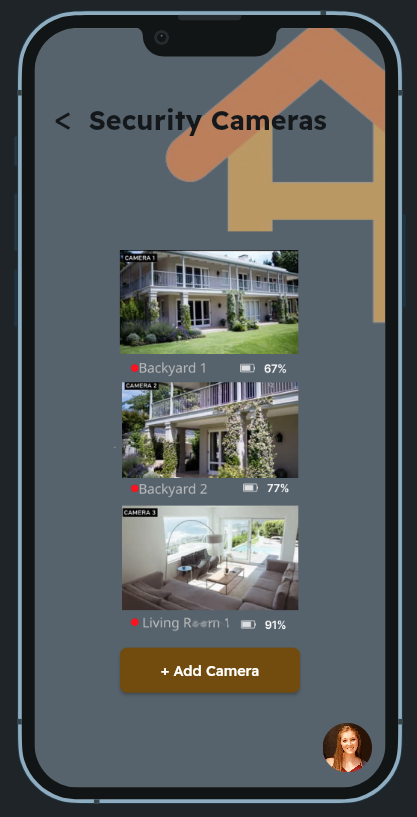 < Security Cameras
CAMERA 1
Backyard 1 67%
CAMERA 2
Backyard 2 77%
CAMERA 3
Living Room 1 91%
+ Add Camera